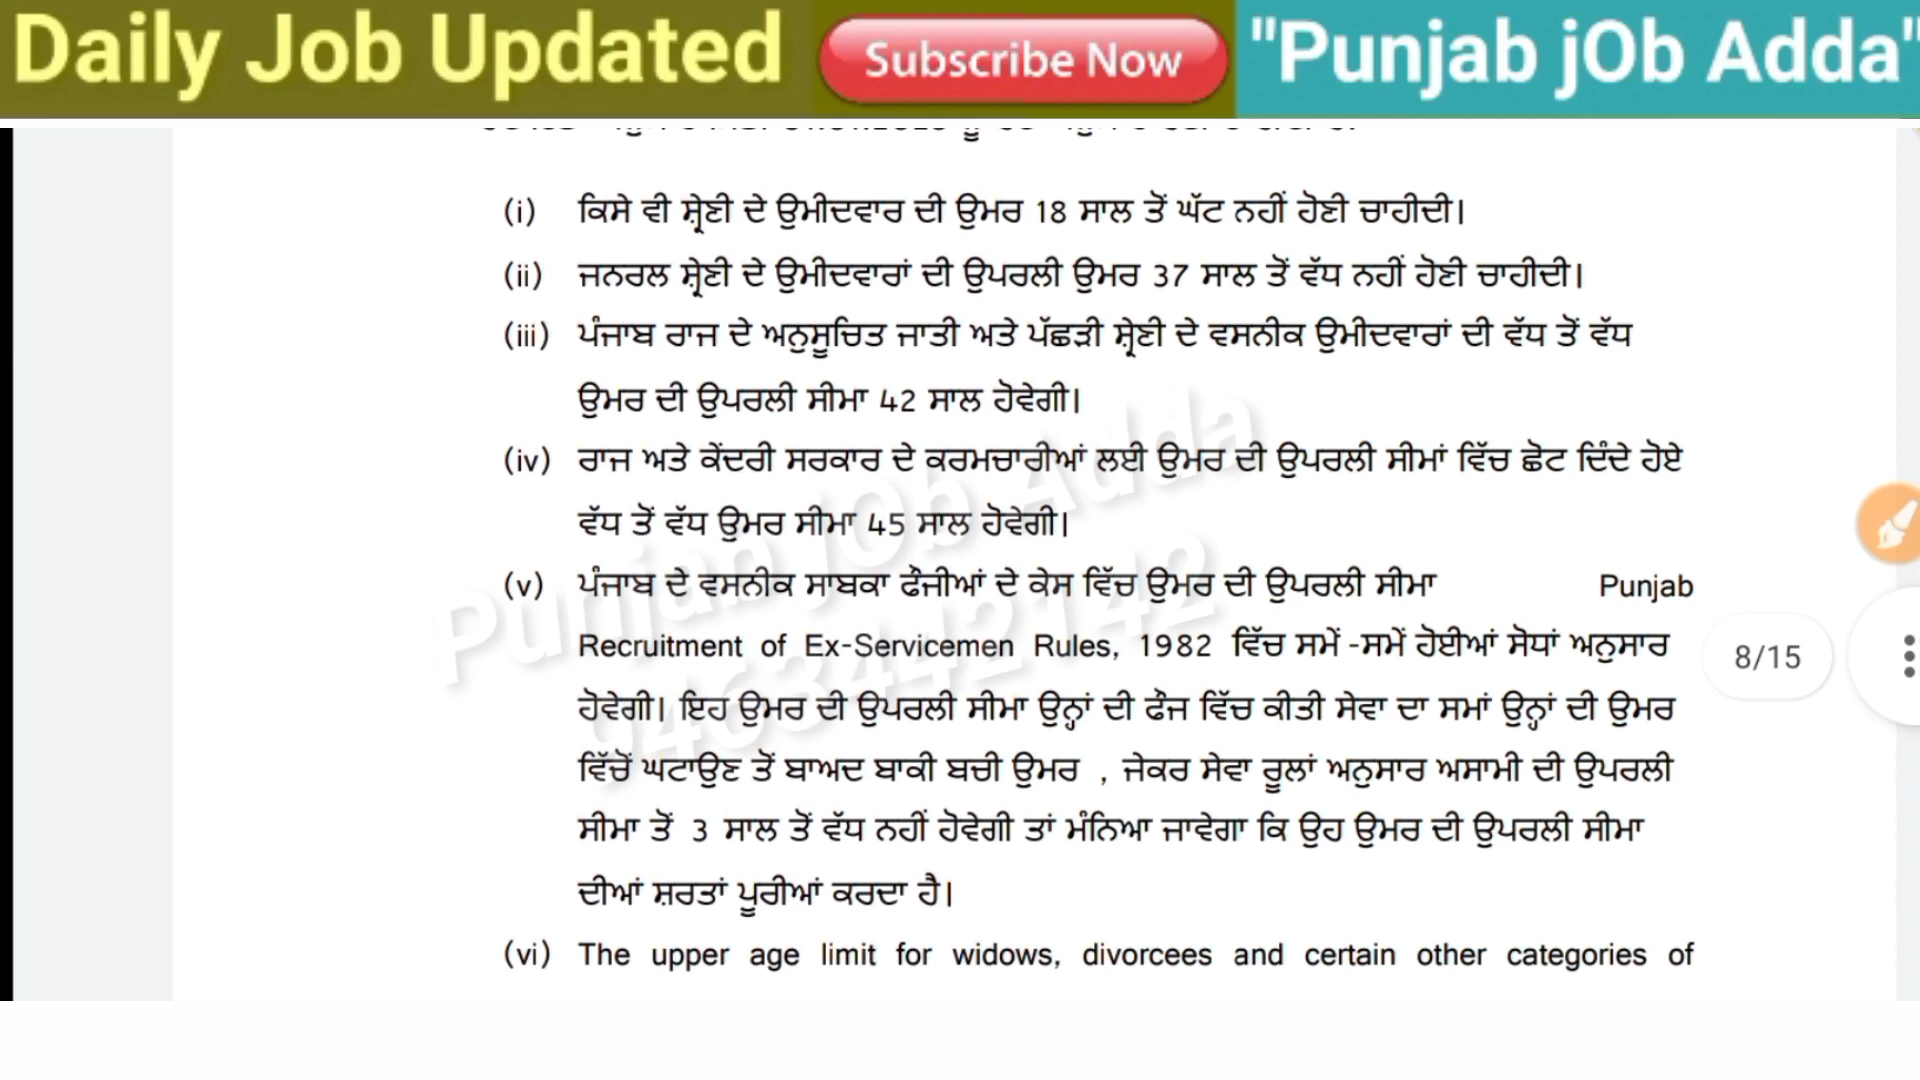 Daily Job Updated Subscribe Now "Punjab jOb Adda"
(i) ਕਿਸੇ ਵੀ ਸ਼੍ਰੇਣੀ ਦੇ ਉਮੀਦਵਾਰ ਦੀ ਉਮਰ 18 ਸਾਲ ਤੋਂ ਘੱਟ ਨਹੀਂ ਹੋਣੀ ਚਾਹੀਦੀ।
(ii) ਜਨਰਲ ਸ਼੍ਰੇਣੀ ਦੇ ਉਮੀਦਵਾਰਾਂ ਦੀ ਉਪਰਲੀ ਉਮਰ 37 ਸਾਲ ਤੋਂ ਵੱਧ ਨਹੀਂ ਹੋਣੀ ਚਾਹੀਦੀ।
(iii) ਪੰਜਾਬ ਰਾਜ ਦੇ ਅਨੁਸੂਚਿਤ ਜਾਤੀ ਅਤੇ ਪੱਛੜੀ ਸ਼੍ਰੇਣੀ ਦੇ ਵਸਨੀਕ ਉਮੀਦਵਾਰਾਂ ਦੀ ਵੱਧ ਤੋਂ ਵੱਧ
ਉਮਰ ਦੀ ਉਪਰਲੀ ਸੀਮਾ 42 ਸਾਲ ਹੋਵੇਗੀ।
(iv) ਰਾਜ ਅਤੇ ਕੇਂਦਰੀ ਸਰਕਾਰ ਦੇ ਕਰਮਚਾਰੀਆਂ ਲਈ ਉਮਰ ਦੀ ਉਪਰਲੀ ਸੀਮਾਂ ਵਿੱਚ ਛੋਟ ਦਿੰਦੇ ਹੋਏ
ਵੱਧ ਤੋਂ ਵੱਧ ਉਮਰ ਸੀਮਾ 45 ਸਾਲ ਹੋਵੇਗੀ।
(v) ਪੰਜਾਬ ਦੇ ਵਸਨੀਕ ਸਾਬਕਾ ਫੌਜੀਆਂ ਦੇ ਕੇਸ ਵਿੱਚ ਉਮਰ ਦੀ ਉਪਰਲੀ ਸੀਮਾ Punjab
Recruitment of Ex-Servicemen Rules, 1982 ਵਿੱਚ ਸਮੇਂ -ਸਮੇਂ ਹੋਈਆਂ ਸੋਧਾਂ ਅਨੁਸਾਰ
ਹੋਵੇਗੀ। ਇਹ ਉਮਰ ਦੀ ਉਪਰਲੀ ਸੀਮਾ ਉਨ੍ਹਾਂ ਦੀ ਫੌਜ ਵਿੱਚ ਕੀਤੀ ਸੇਵਾ ਦਾ ਸਮਾਂ ਉਨ੍ਹਾਂ ਦੀ ਉਮਰ
ਵਿੱਚੋਂ ਘਟਾਉਣ ਤੋਂ ਬਾਅਦ ਬਾਕੀ ਬਚੀ ਉਮਰ , ਜੇਕਰ ਸੇਵਾ ਰੂਲਾਂ ਅਨੁਸਾਰ ਅਸਾਮੀ ਦੀ ਉਪਰਲੀ
ਸੀਮਾ ਤੋਂ 3 ਸਾਲ ਤੋਂ ਵੱਧ ਨਹੀਂ ਹੋਵੇਗੀ ਤਾਂ ਮੰਨਿਆ ਜਾਵੇਗਾ ਕਿ ਉਹ ਉਮਰ ਦੀ ਉਪਰਲੀ ਸੀਮਾ
ਦੀਆਂ ਸ਼ਰਤਾਂ ਪੂਰੀਆਂ ਕਰਦਾ ਹੈ।
(vi) The upper age limit for widows, divorcees and certain other categories of
8/15
Punjab jOb Adda
9463442142